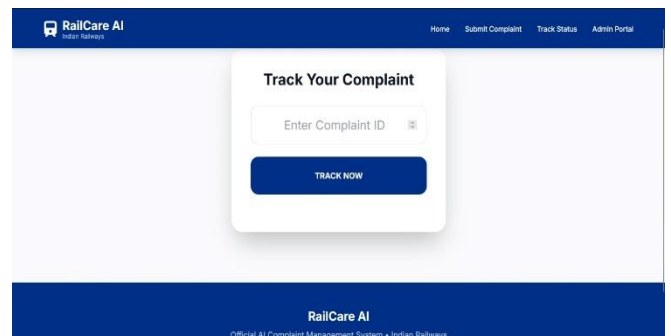 RailCare AI
Indian Railways
Home Submit Complaint Track Status Admin Portal
Track Your Complaint
Enter Complaint ID
TRACK NOW
RailCare AI
Official AI Complaint Management System • Indian Railways